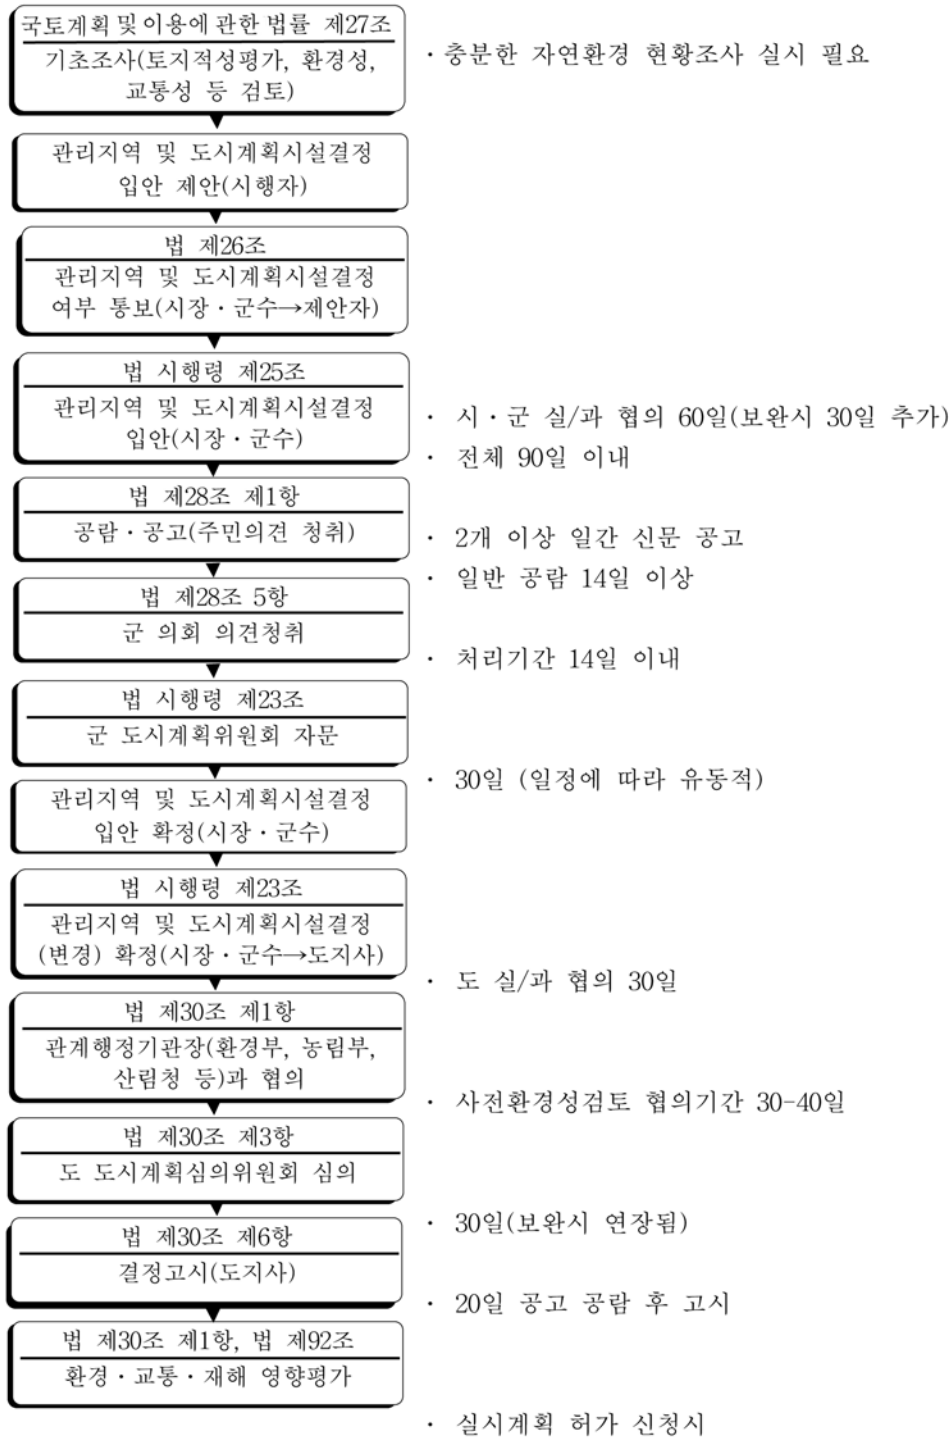 국토계획 및 이용에 관한 법률 제27조
기초조사(토지적성평가, 환경성,
교통성 등 검토)
· 충분한 자연환경 현황조사 실시 필요
관리지역 및 도시계획시설결정
입안 제안(시행자)
법 제26조
관리지역 및 도시계획시설결정
여부 통보(시장·군수→제안자)
법 시행령 제25조
관리지역 및 도시계획시설결정
입안(시장·군수)
· 시·군 실/과 협의 60일(보완시 30일 추가)
· 전체 90일 이내
법 제28조 제1항
공람·공고(주민의견 청취)
· 2개 이상 일간 신문 공고
· 일반 공람 14일 이상
법 제28조 5항
군 의회 의견청취
· 처리기간 14일 이내
법 시행령 제23조
군 도시계획위원회 자문
· 30일 (일정에 따라 유동적)
관리지역 및 도시계획시설결정
입안 확정(시장·군수)
법 시행령 제23조
관리지역 및 도시계획시설결정
(변경) 확정(시장·군수→도지사)
· 도 실/과 협의 30일
법 제30조 제1항
관계행정기관장(환경부, 농림부,
산림청 등)과 협의
· 사전환경성검토 협의기간 30-40일
법 제30조 제3항
도 도시계획심의위원회 심의
· 30일(보완시 연장됨)
법 제30조 제6항
결정고시(도지사)
· 20일 공고 공람 후 고시
법 제30조 제1항, 법 제92조
환경·교통·재해 영향평가
· 실시계획 허가 신청시